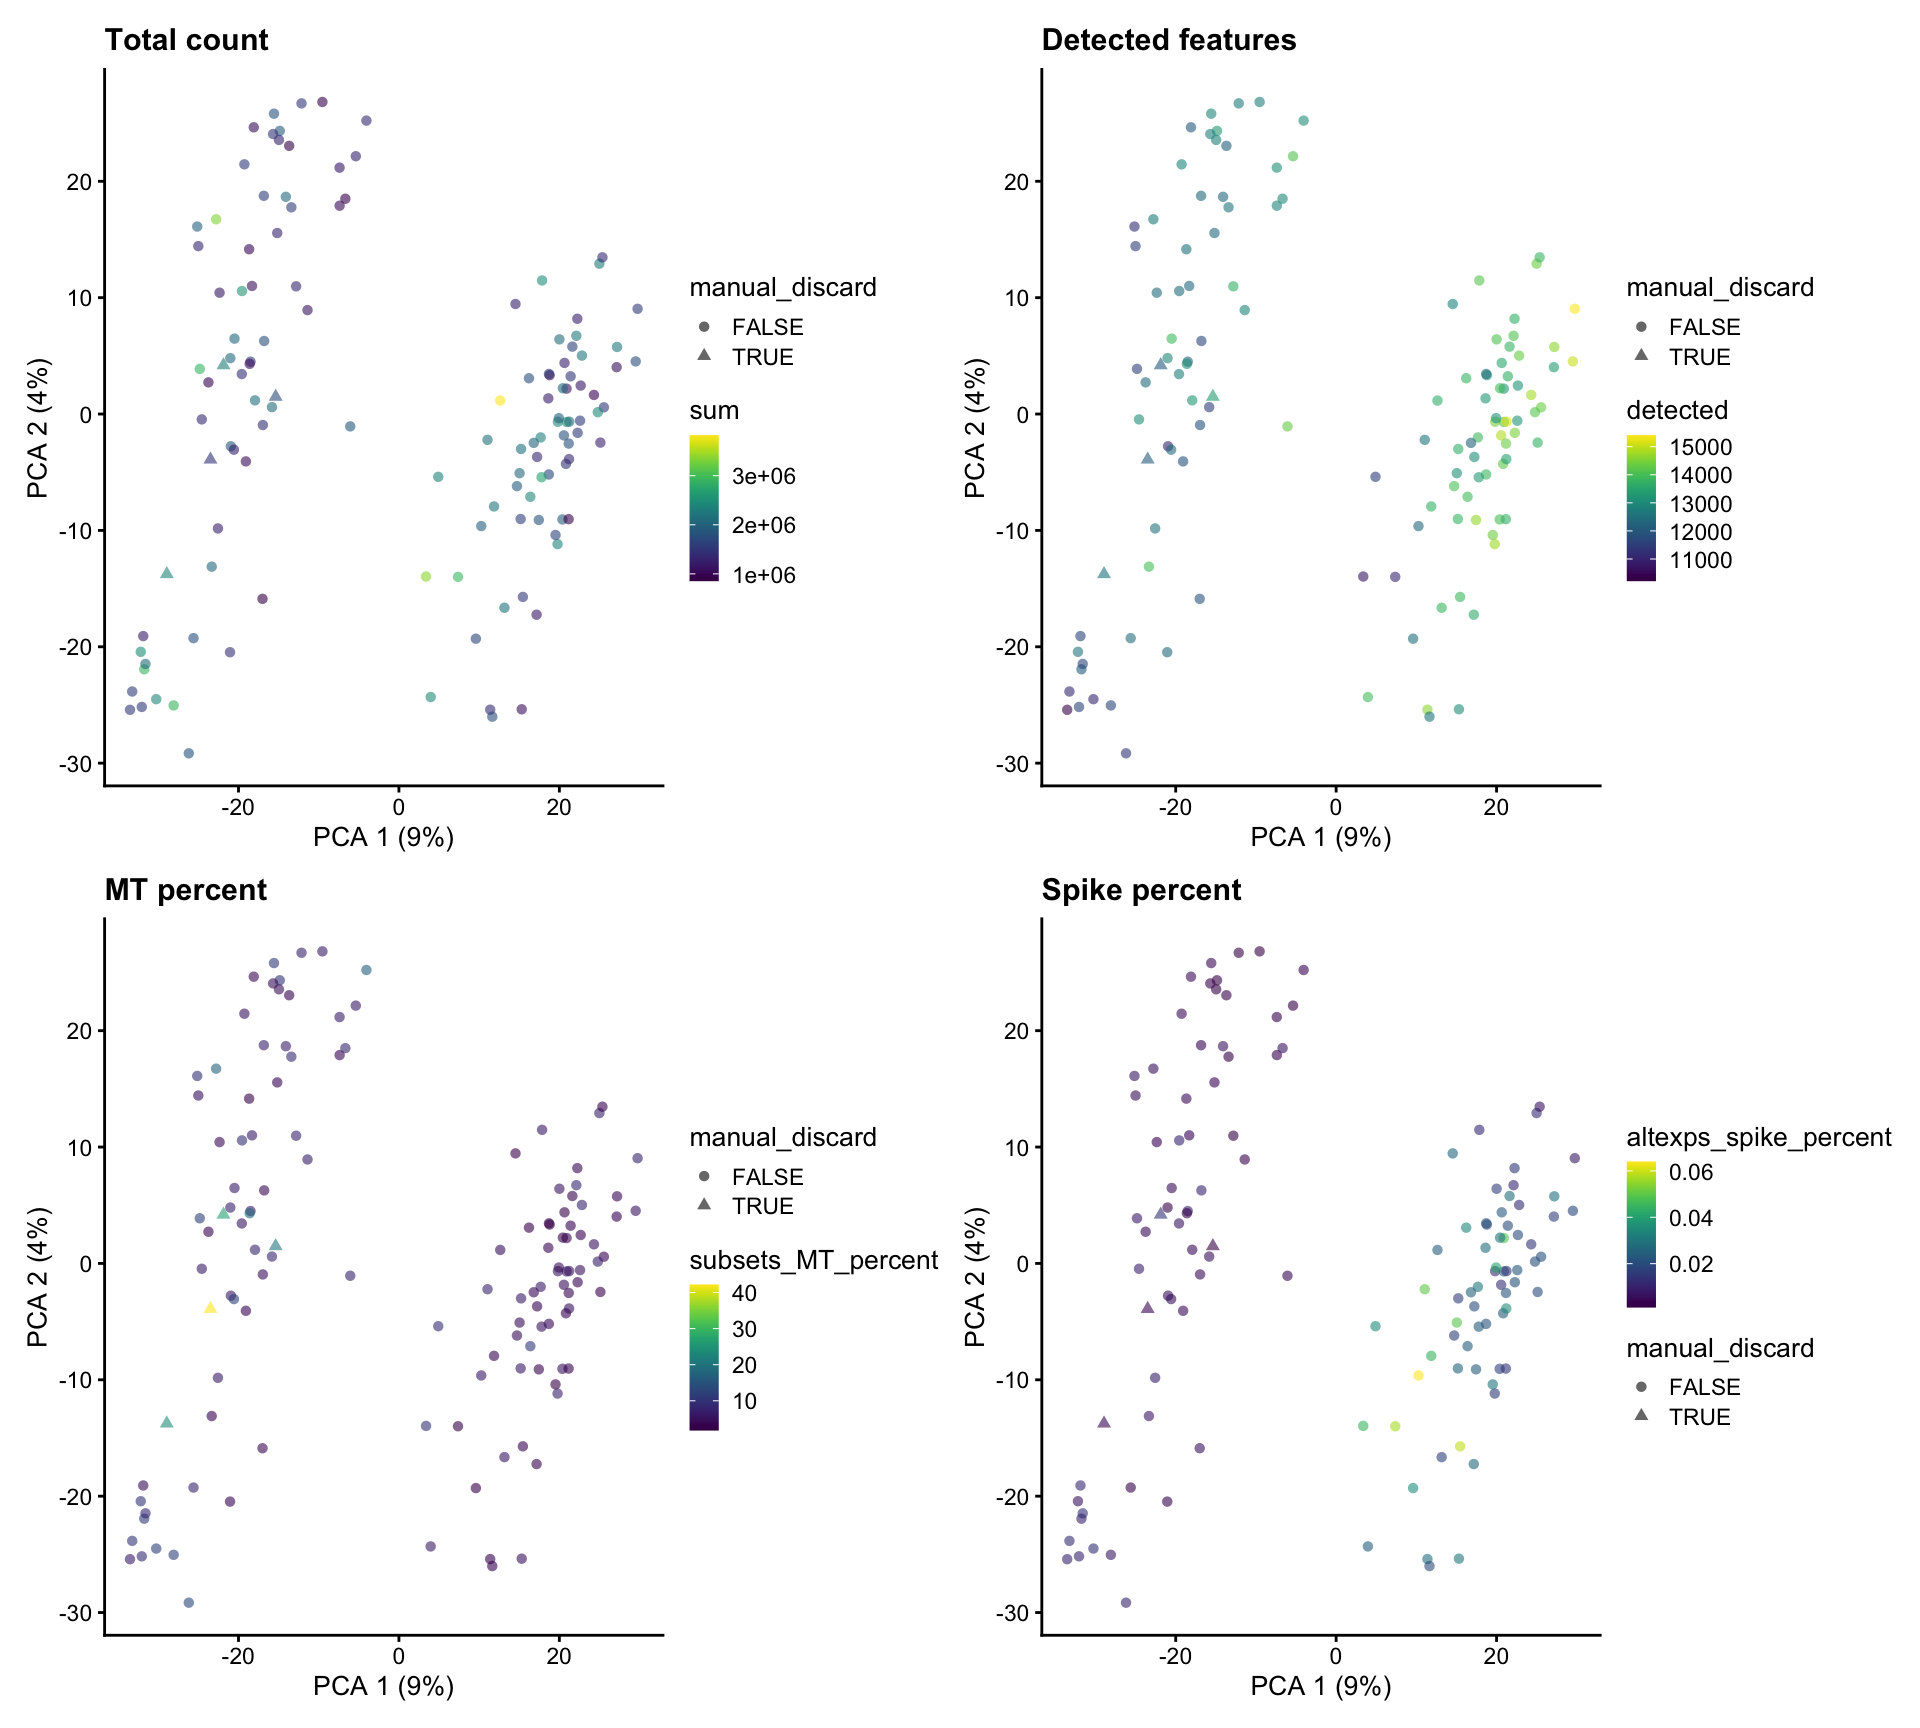 Total count
20
10
0
-10
-20
-30
-20
0
20
PCA 1 (9%)
PCA 2 (4%)
manual_discard
FALSE
TRUE
sum
3e+06
2e+06
1e+06
Detected features
20
10
0
-10
-20
-30
-20
0
20
PCA 1 (9%)
PCA 2 (4%)
manual_discard
FALSE
TRUE
detected
15000
14000
13000
12000
11000
MT percent
20
10
0
-10
-20
-30
-20
0
20
PCA 1 (9%)
PCA 2 (4%)
manual_discard
FALSE
TRUE
subsets_MT_percent
40
30
20
10
Spike percent
20
10
0
-10
-20
-30
-20
0
20
PCA 1 (9%)
PCA 2 (4%)
altexps_spike_percent
0.06
0.04
0.02
manual_discard
FALSE
TRUE